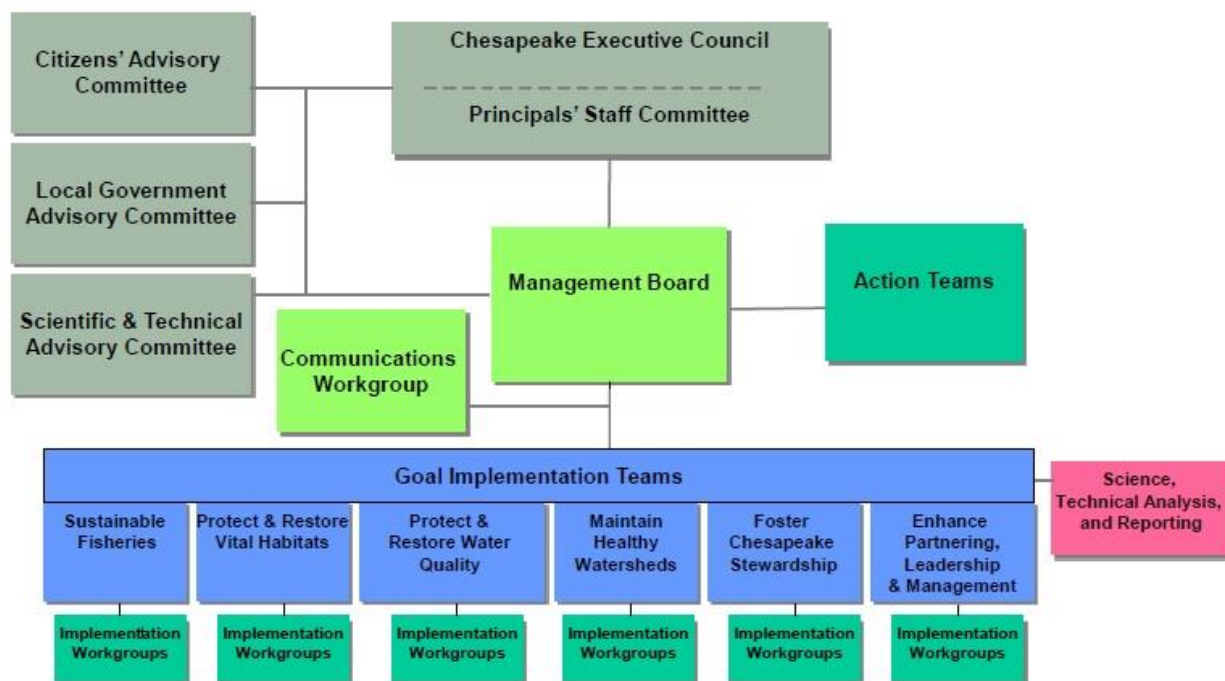 Citizens' Advisory
Committee
Chesapeake Executive Council
Principals' Staff Committee
Local Government
Advisory Committee
Scientific & Technical
Advisory Committee
Management Board
Action Teams
Communications
Workgroup
Goal Implementation Teams
Science,
Technical Analysis,
and Reporting
Sustainable
Fisheries
Protect & Restore
Vital Habitats
Protect &
Restore Water
Quality
Maintain
Healthy
Watersheds
Foster
Chesapeake
Stewardship
Enhance
Partnering,
Leadership
& Management
Implementtation
Workgroups
Implementation
Workgroups
Implementation
Workgroups
Implementation
Workgroups
Implementation
Workgroups
Implementation
Workgroups